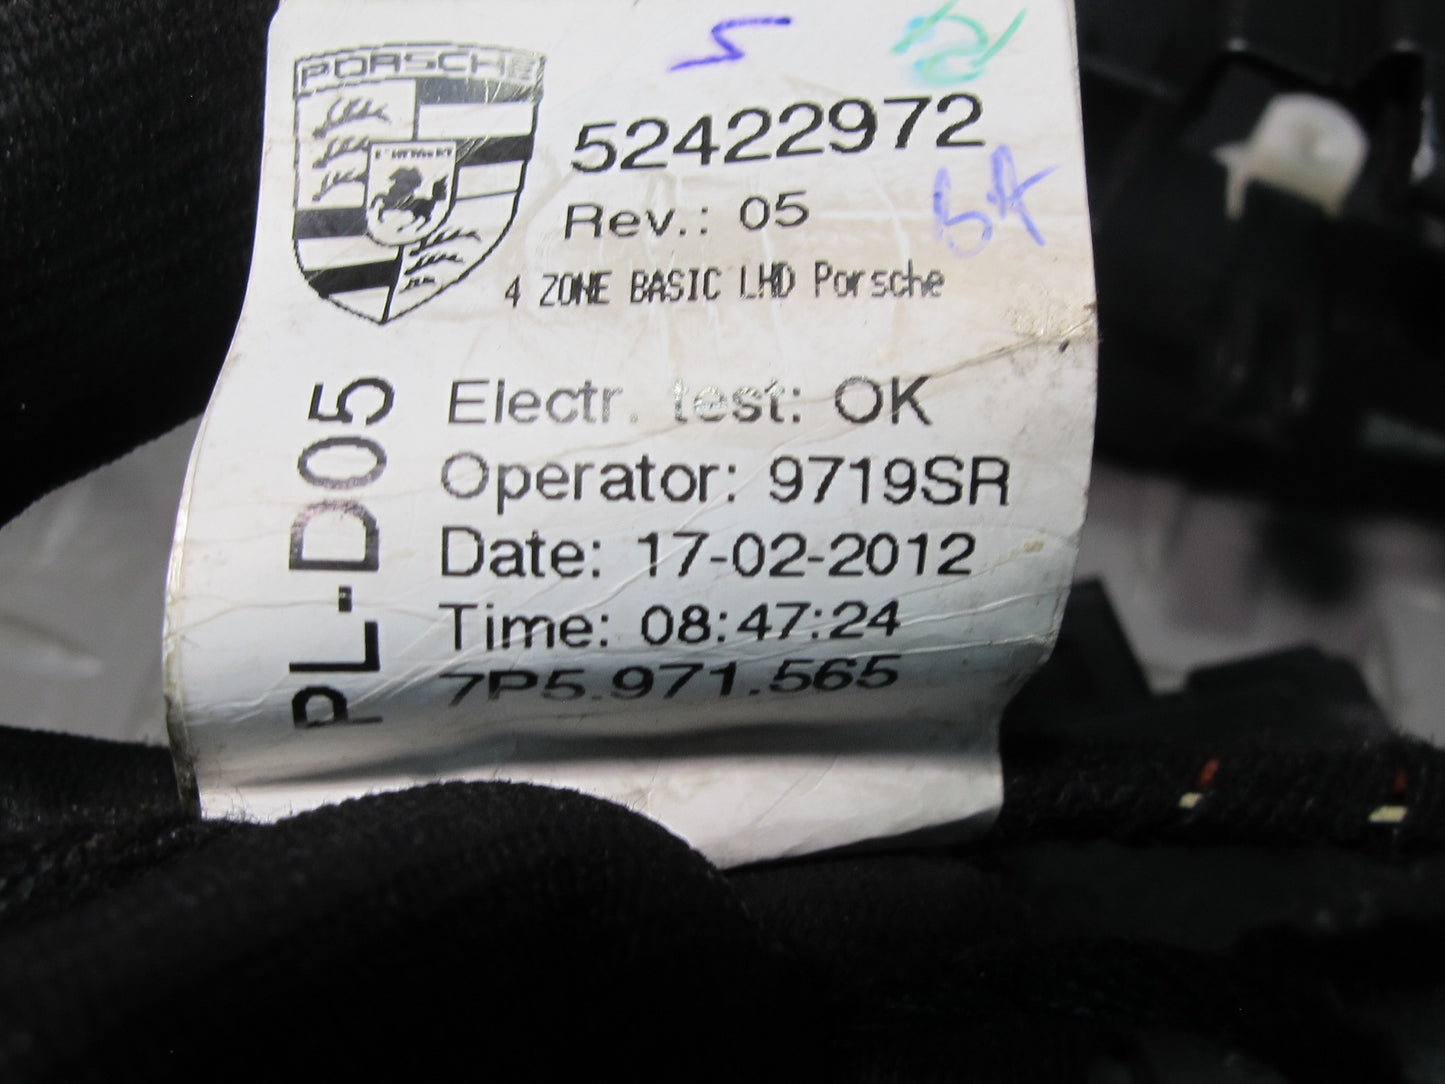 S
PORSCHE
52422972
Rev.: 05
5A
4 ZONE BASIC LHD Porsche
PL-D05
Electr. test: OK
Operator: 9719SR
Date: 17-02-2012
Time: 08:47:24
7P5.971.565